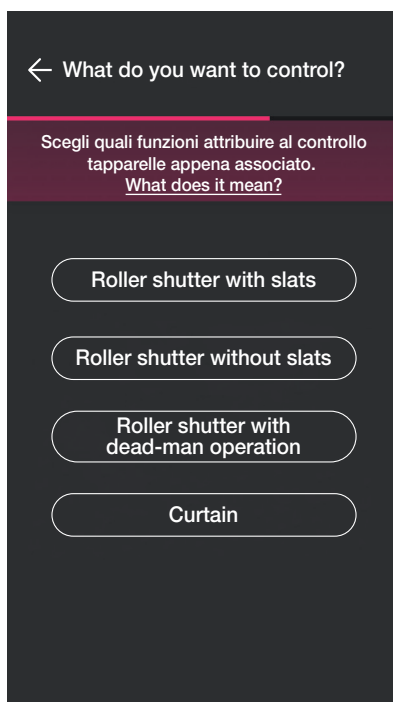 What do you want to control?
Scegli quali funzioni attribuire al controllo
tapparelle appena associato.
What does it mean?
Roller shutter with slats
Roller shutter without slats
Roller shutter with
dead-man operation
Curtain